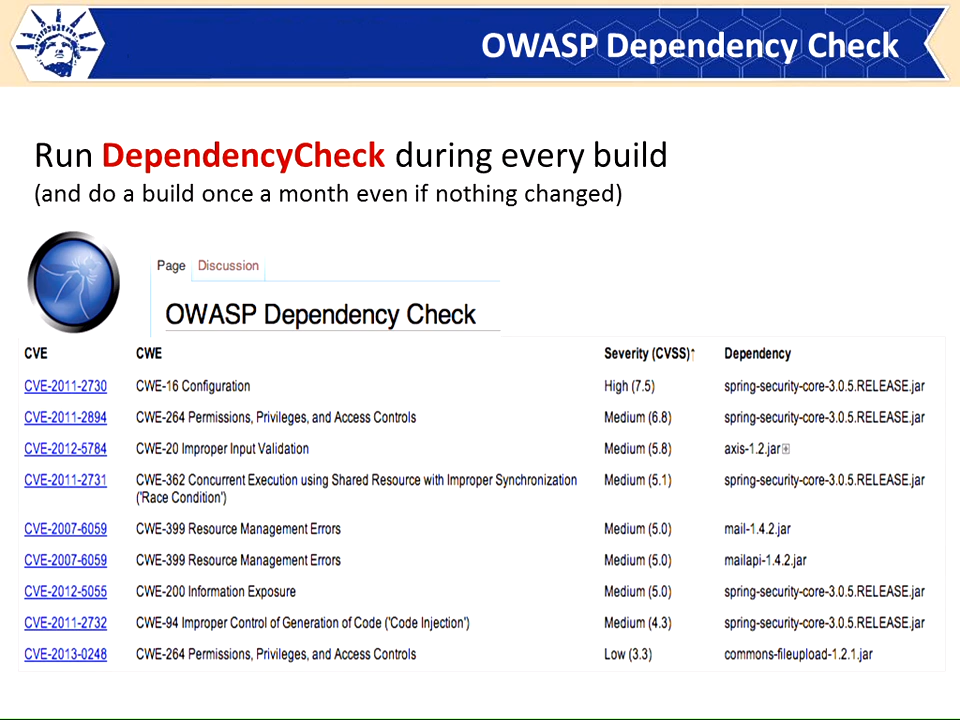 OWASP Dependency Check
Run DependencyCheck during every build
(and do a build once a month even if nothing changed)
Page Discussion
OWASP Dependency Check
CVE CWE Severity (CVSS)↑ Dependency
CVE-2011-2730 CWE-16 Configuration High (7.5) spring-security-core-3.0.5.RELEASE.jar
CVE-2011-2894 CWE-264 Permissions, Privileges, and Access Controls Medium (6.8) spring-security-core-3.0.5.RELEASE.jar
CVE-2012-5784 CWE-20 Improper Input Validation Medium (5.8) axis-1.2.jar
CVE-2011-2731 CWE-362 Concurrent Execution using Shared Resource with Improper Synchronization Medium (5.1) spring-security-core-3.0.5.RELEASE.jar
('Race Condition')
CVE-2007-6059 CWE-399 Resource Management Errors Medium (5.0) mail-1.4.2.jar
CVE-2007-6059 CWE-399 Resource Management Errors Medium (5.0) mailapi-1.4.2.jar
CVE-2012-5055 CWE-200 Information Exposure Medium (5.0) spring-security-core-3.0.5.RELEASE.jar
CVE-2011-2732 CWE-94 Improper Control of Generation of Code ('Code Injection') Medium (4.3) spring-security-core-3.0.5.RELEASE.jar
CVE-2013-0248 CWE-264 Permissions, Privileges, and Access Controls Low (3.3) commons-fileupload-1.2.1.jar